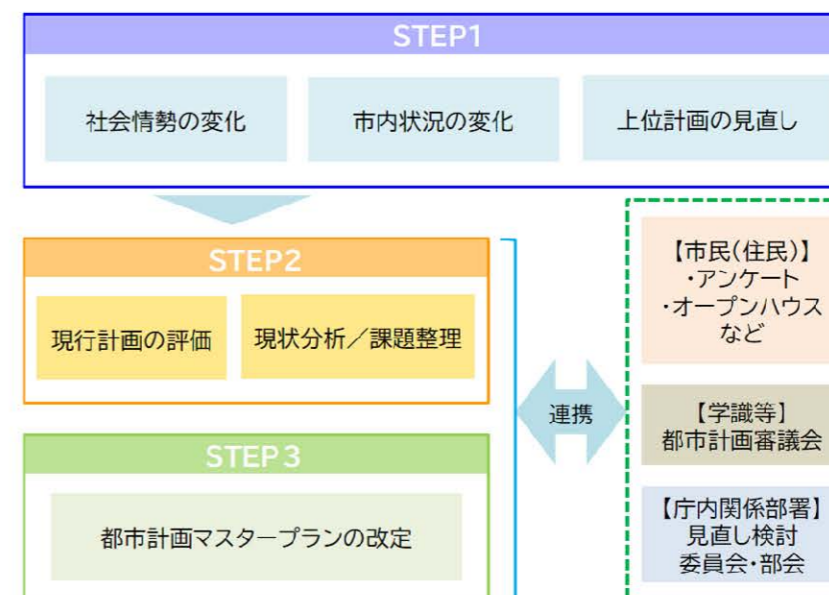 STEP1
社会情勢の変化
市内状況の変化
上位計画の見直し
STEP2
現行計画の評価
現状分析／課題整理
STEP3
都市計画マスタープランの改定
連携
【市民(住民)】
・アンケート
・オープンハウス
など
【学識等】
都市計画審議会
【庁内関係部署】
見直し検討
委員会・部会